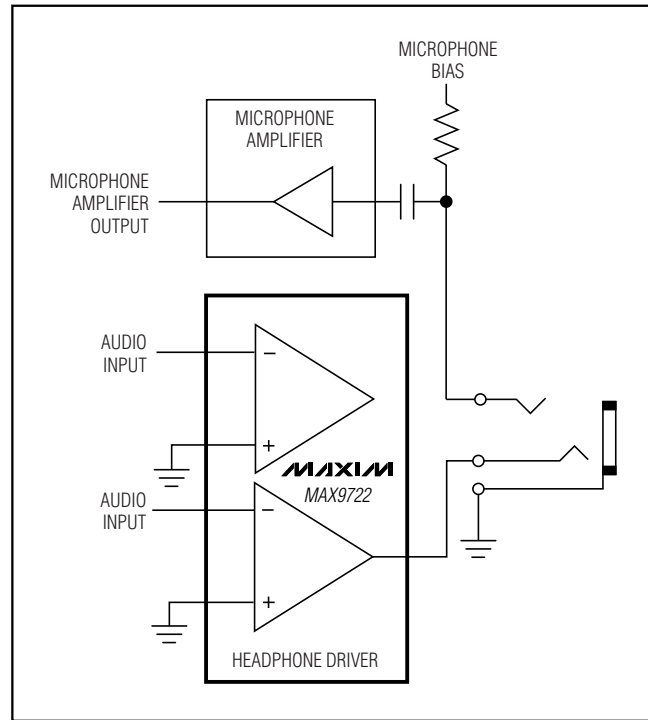 MICROPHONE
BIAS
MICROPHONE
AMPLIFIER
MICROPHONE
AMPLIFIER
OUTPUT
AUDIO
INPUT
−
+
MAXIM
MAX9722
AUDIO
INPUT
−
+
HEADPHONE DRIVER